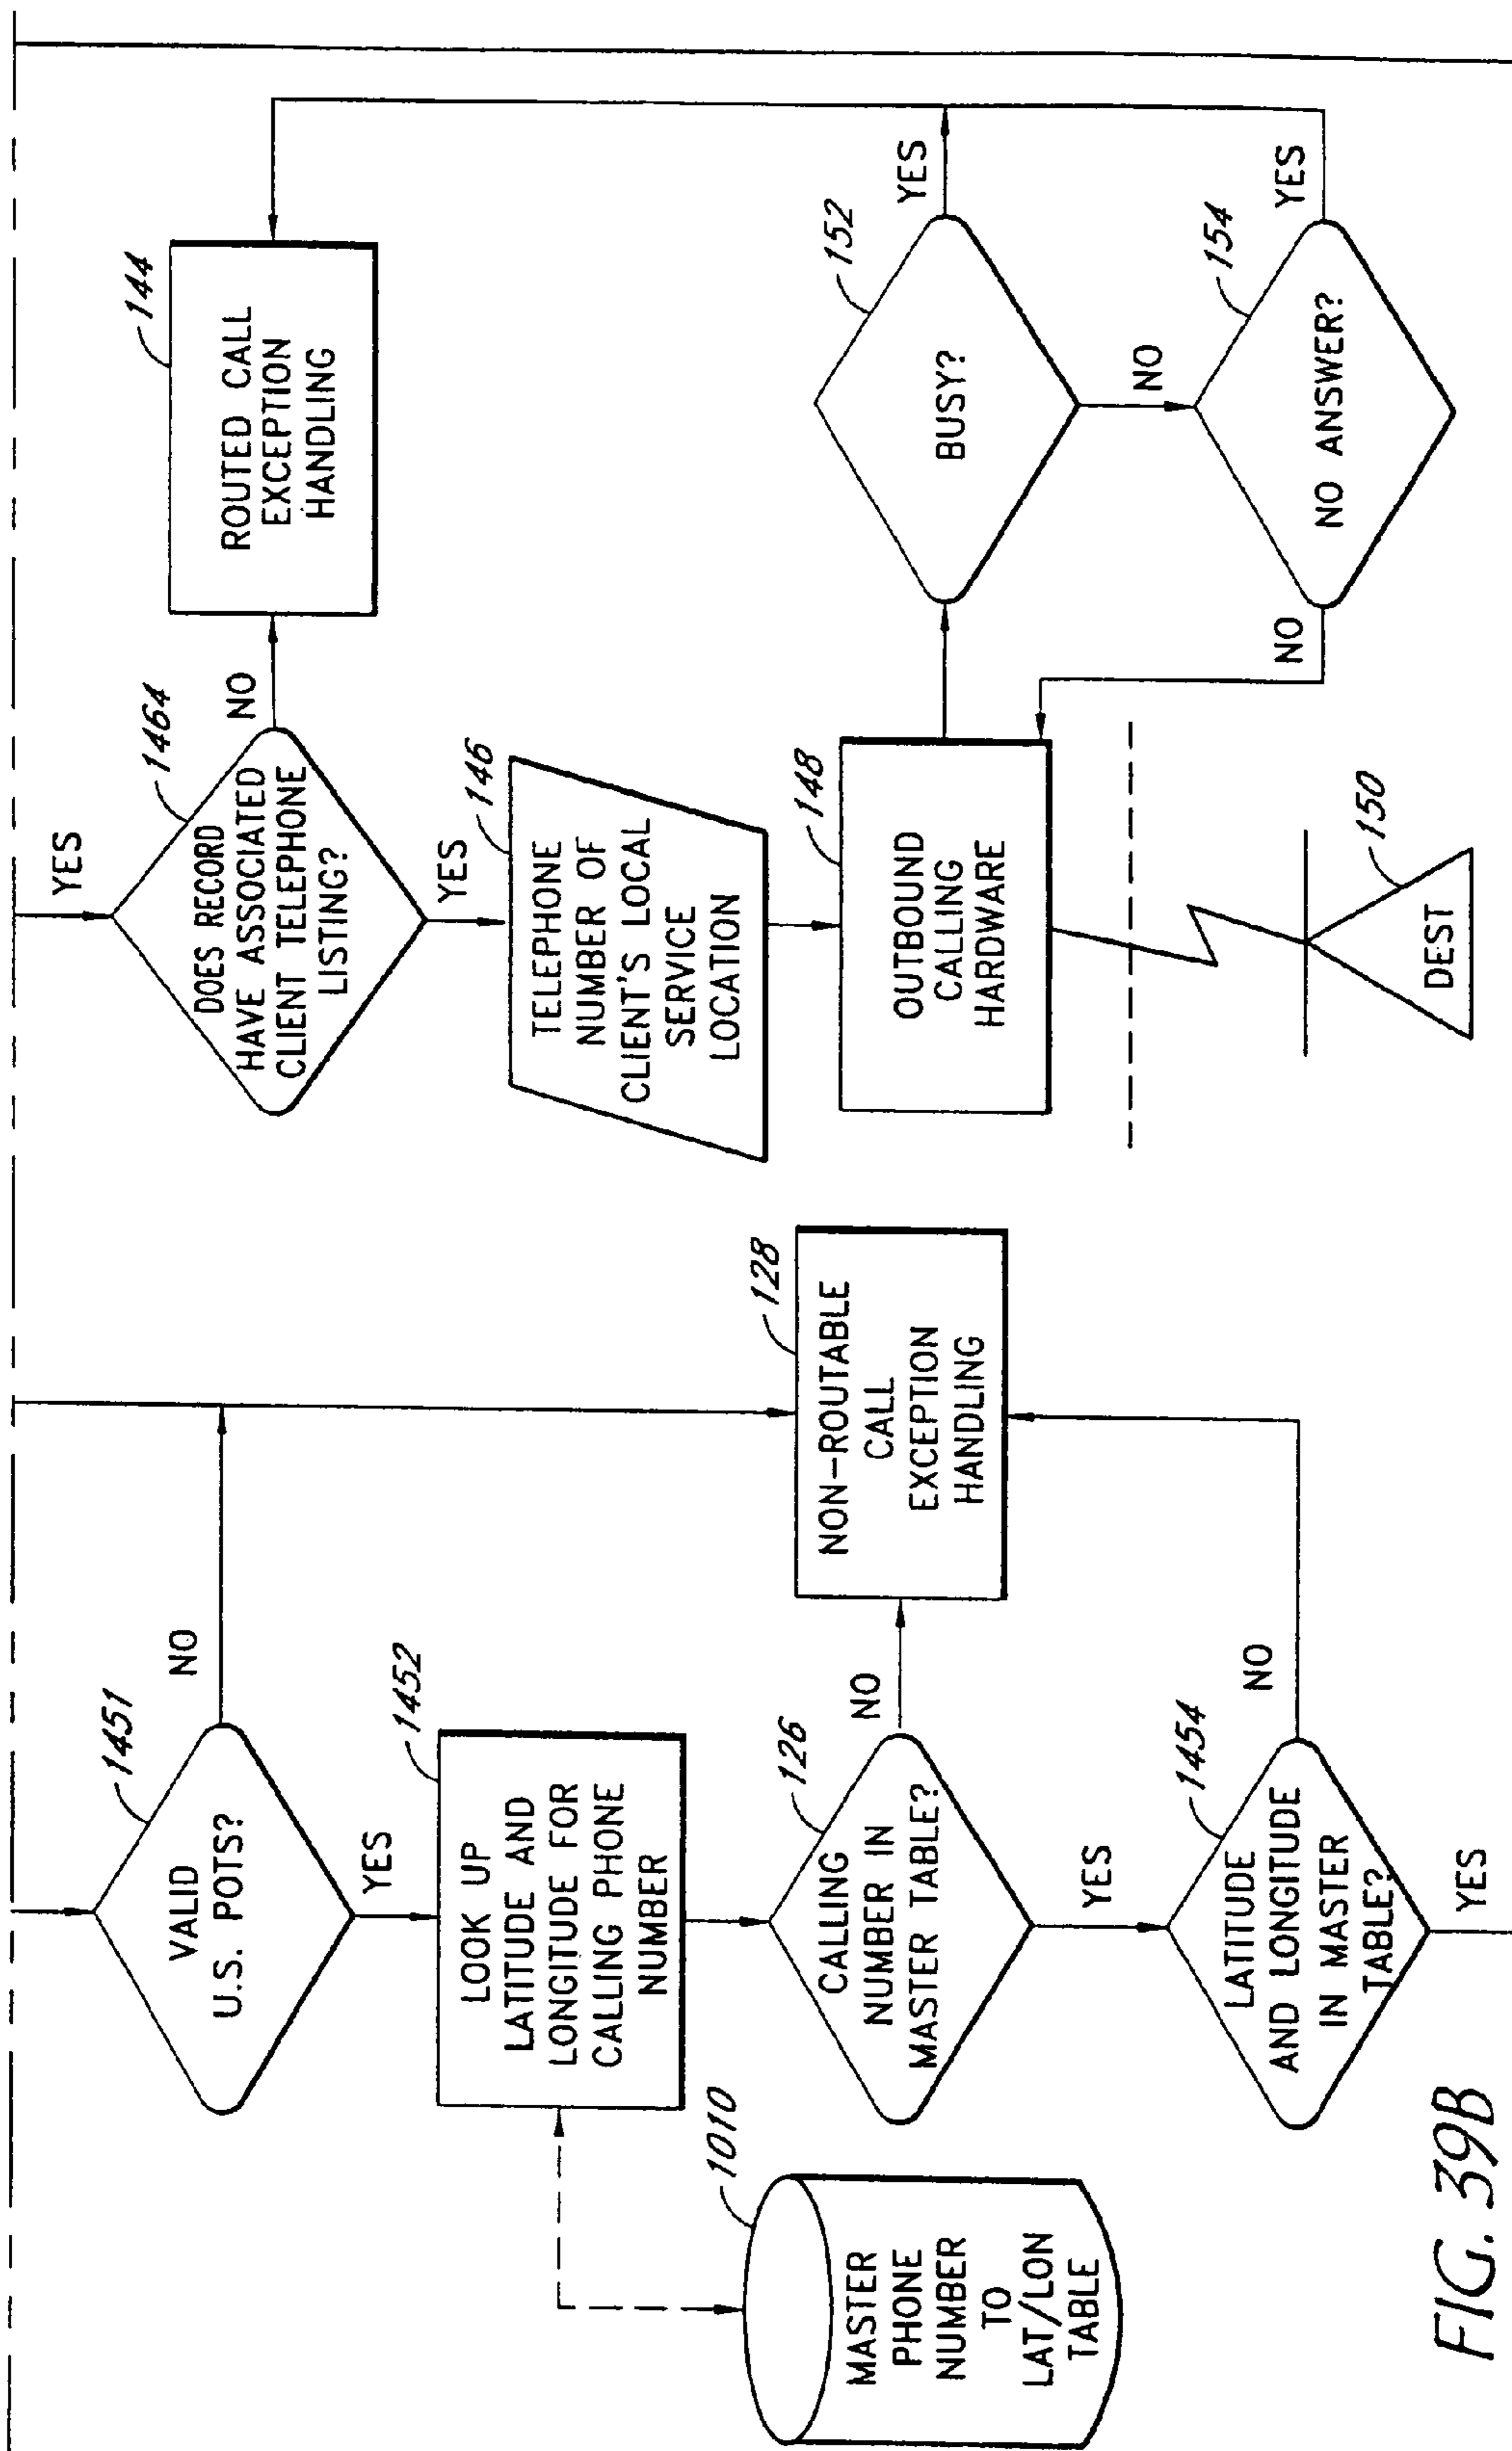 1451
VALID
U.S. POTS?
NO
YES
1452
LOOK UP
LATITUDE AND
LONGITUDE FOR
CALLING PHONE
NUMBER
1010
MASTER
PHONE
NUMBER
TO
LAT/LON
TABLE
126
CALLING
NUMBER IN
MASTER TABLE?
NO
YES
128
NON-ROUTABLE
CALL
EXCEPTION
HANDLING
1454
LATITUDE
AND LONGITUDE
IN MASTER
TABLE?
NO
YES
YES
1464
DOES RECORD
HAVE ASSOCIATED
CLIENT TELEPHONE
LISTING?
NO
YES
144
ROUTED CALL
EXCEPTION
HANDLING
146
TELEPHONE
NUMBER OF
CLIENT'S LOCAL
SERVICE
LOCATION
148
OUTBOUND
CALLING
HARDWARE
152
BUSY?
YES
NO
154
NO ANSWER?
YES
NO
150
DEST
FIG. 39B